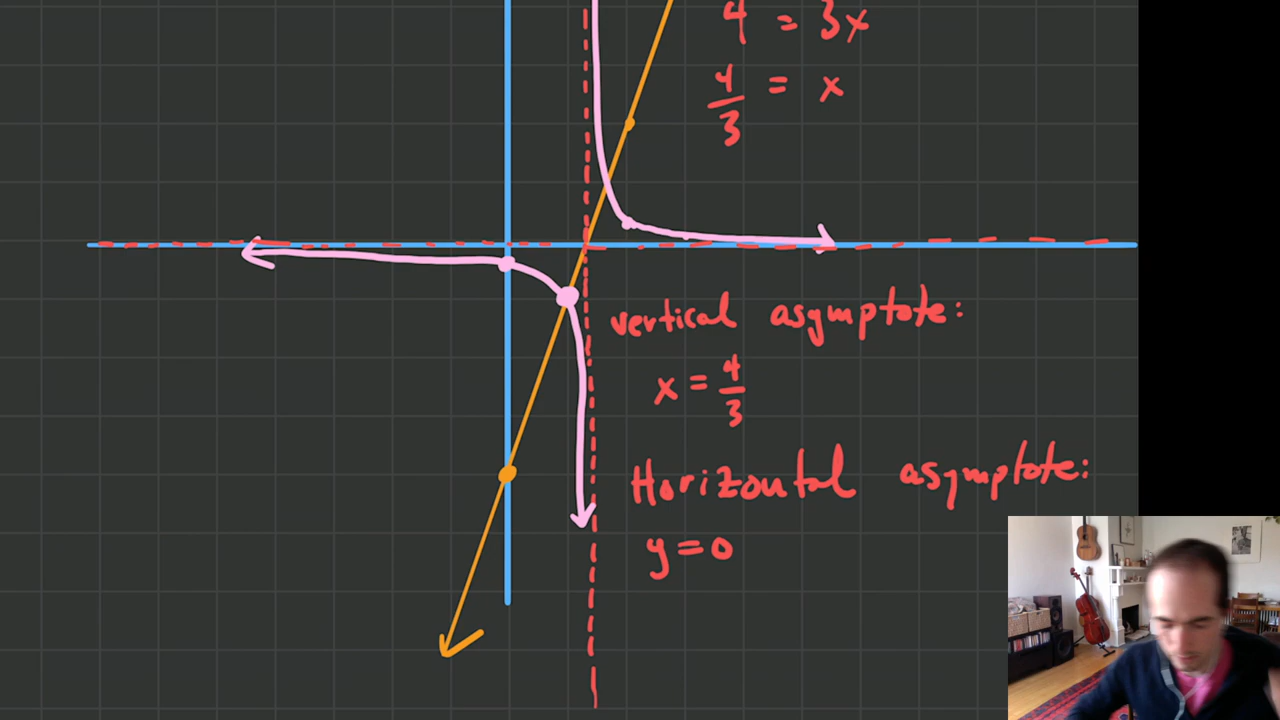 4 = 3x
4/3 = x
vertical asymptote:
x = 4/3
Horizontal asymptote:
y = 0